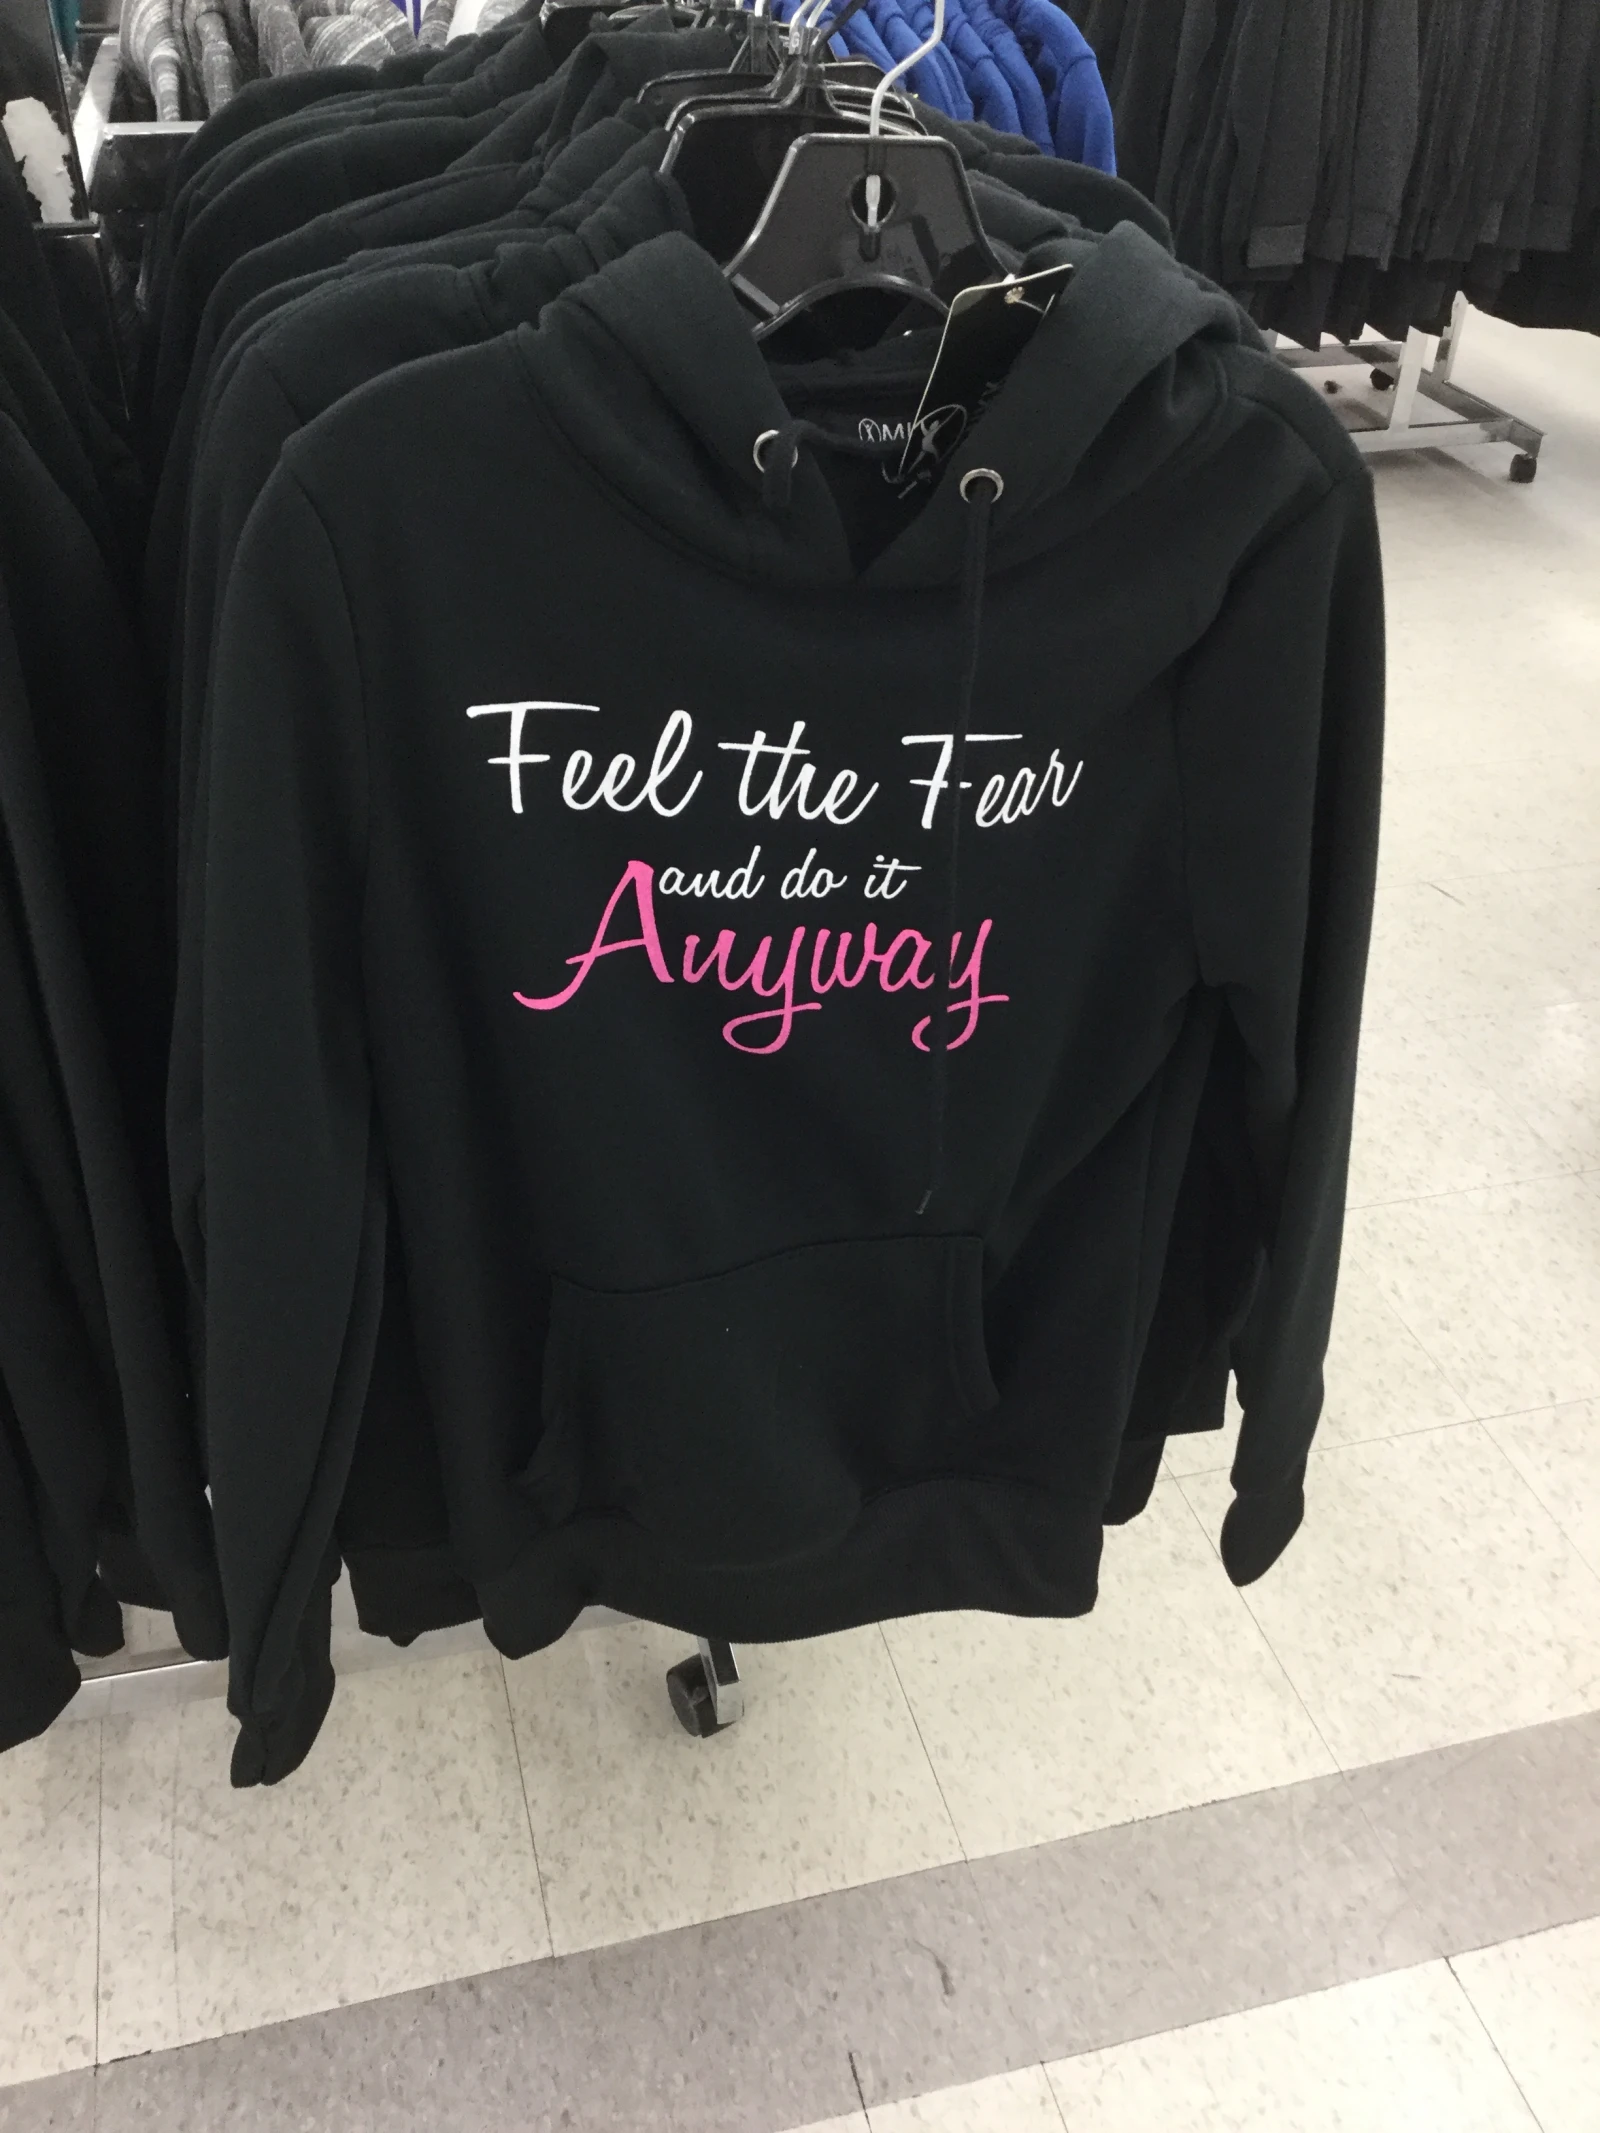 Feel the Fear
and do it
Anyway